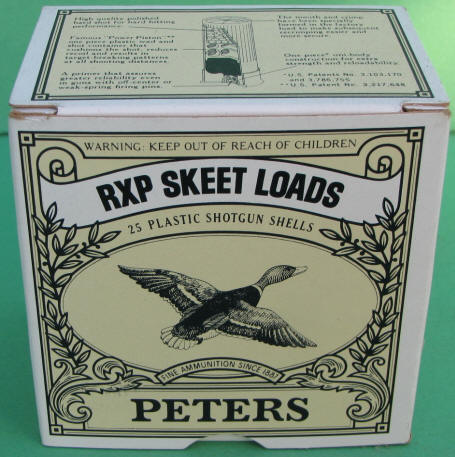 High quality polished
hard shot for hard hitting
performance.
Famous "Power Piston"**
one piece plastic wad and
shot container that
cushions the shot, reduces
recoil and results in
target-breaking patterns
at all shooting distances.
A primer that assures
greater reliability even
in guns with off-center or
weak-spring firing pins.
The mouth and crimp
have been specially
formed in the factory
load to make subsequent
recrimping easier and
more secure.
One piece* uni-body
construction for extra
strength and reloadability.
*U.S. Patents No. 3,103,170
and 3,786,755
**U.S. Patent No. 3,217,648
WARNING: KEEP OUT OF REACH OF CHILDREN
RXP SKEET LOADS
25 PLASTIC SHOTGUN SHELLS
FINE AMMUNITION SINCE 1887
PETERS